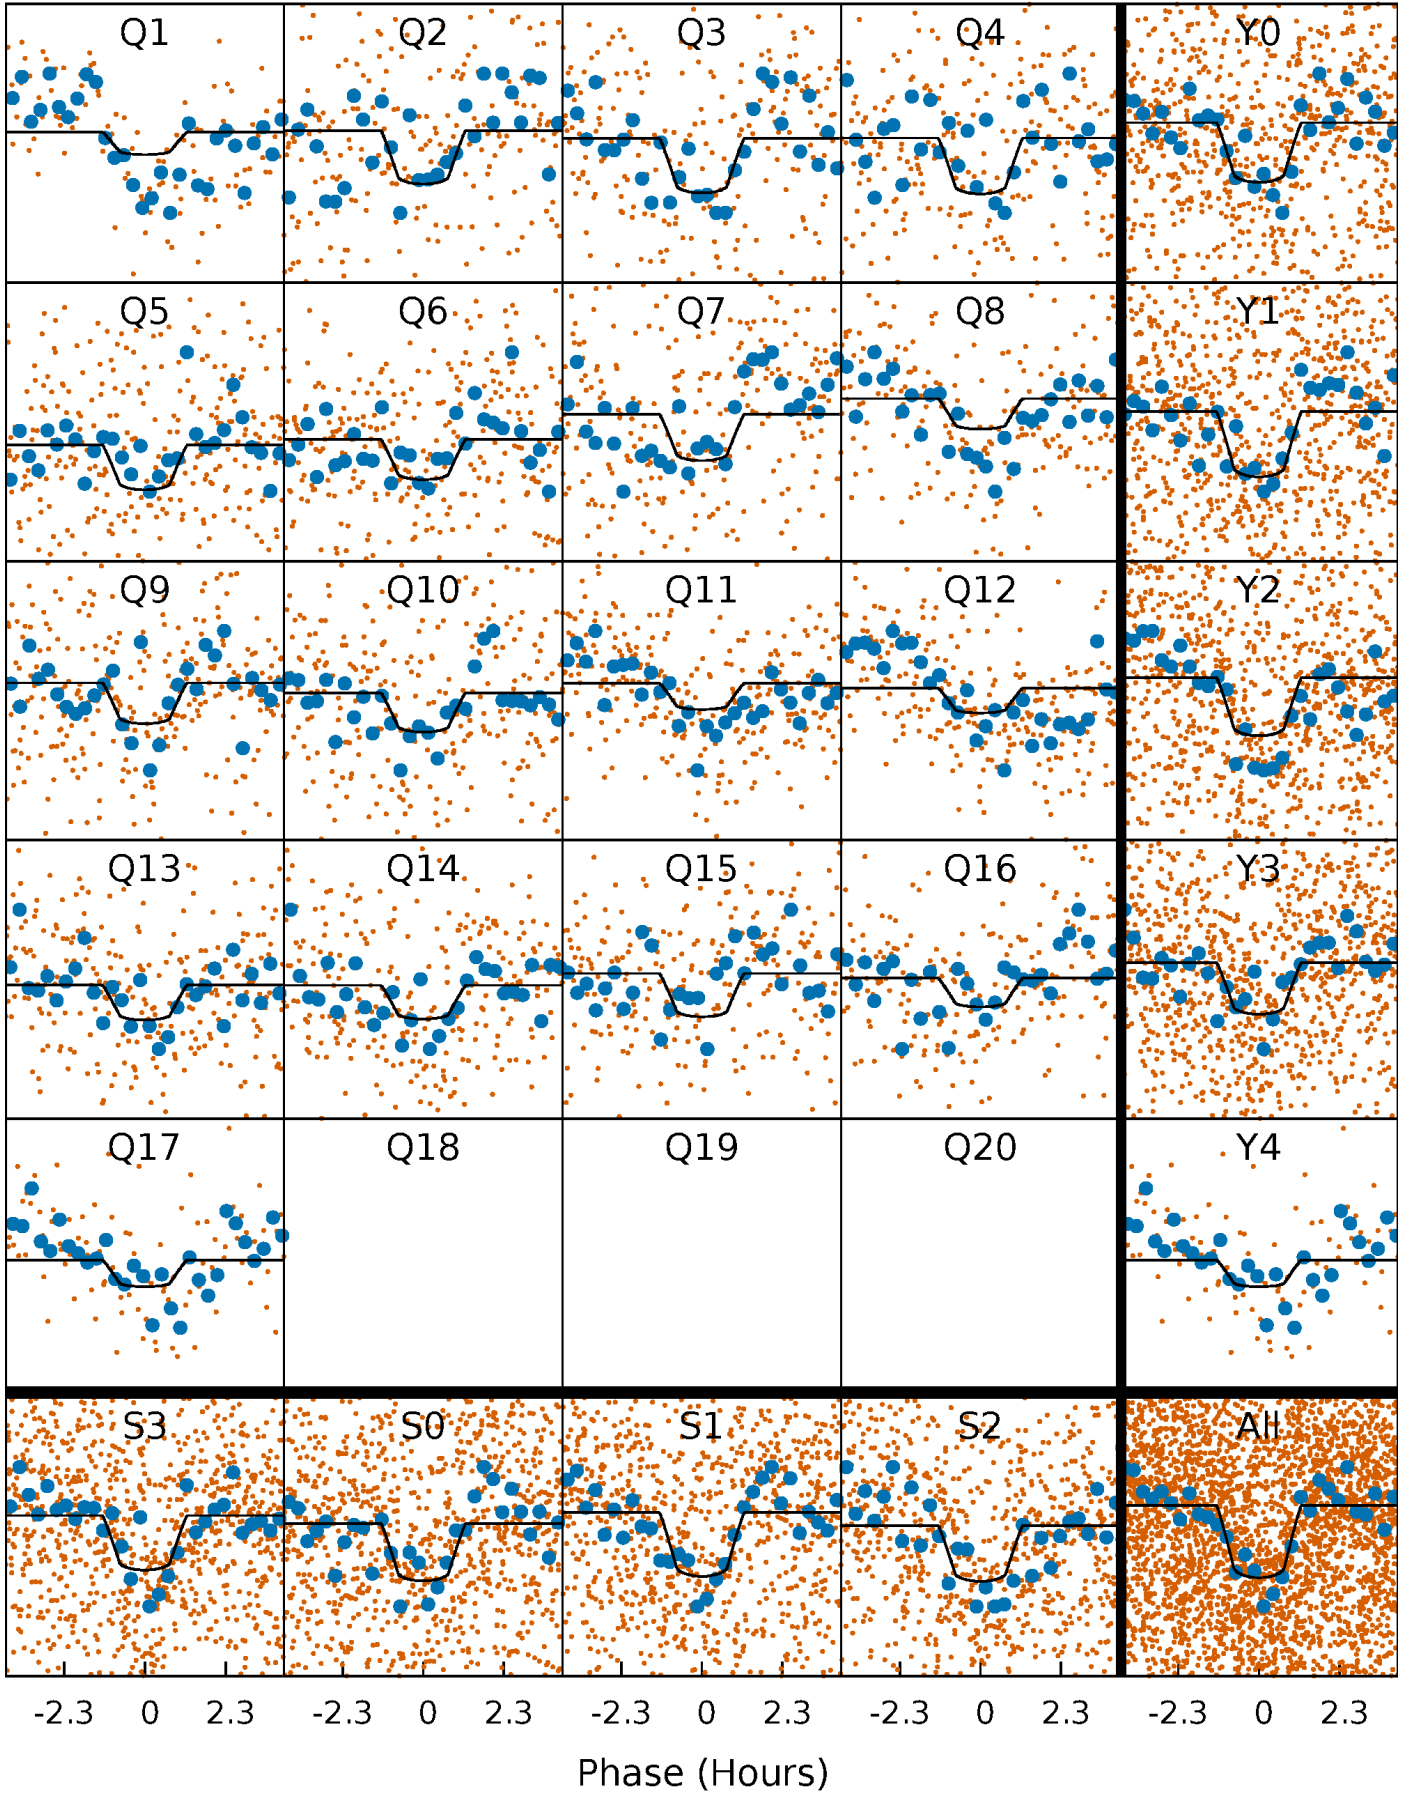 Q1 Q2 Q3 Q4 Y0
Q5 Q6 Q7 Q8 Y1
Q9 Q10 Q11 Q12 Y2
Q13 Q14 Q15 Q16 Y3
Q17 Q18 Q19 Q20 Y4
S3 S0 S1 S2 All
-2.3 0 2.3 -2.3 0 2.3 -2.3 0 2.3 -2.3 0 2.3 -2.3 0 2.3
Phase (Hours)